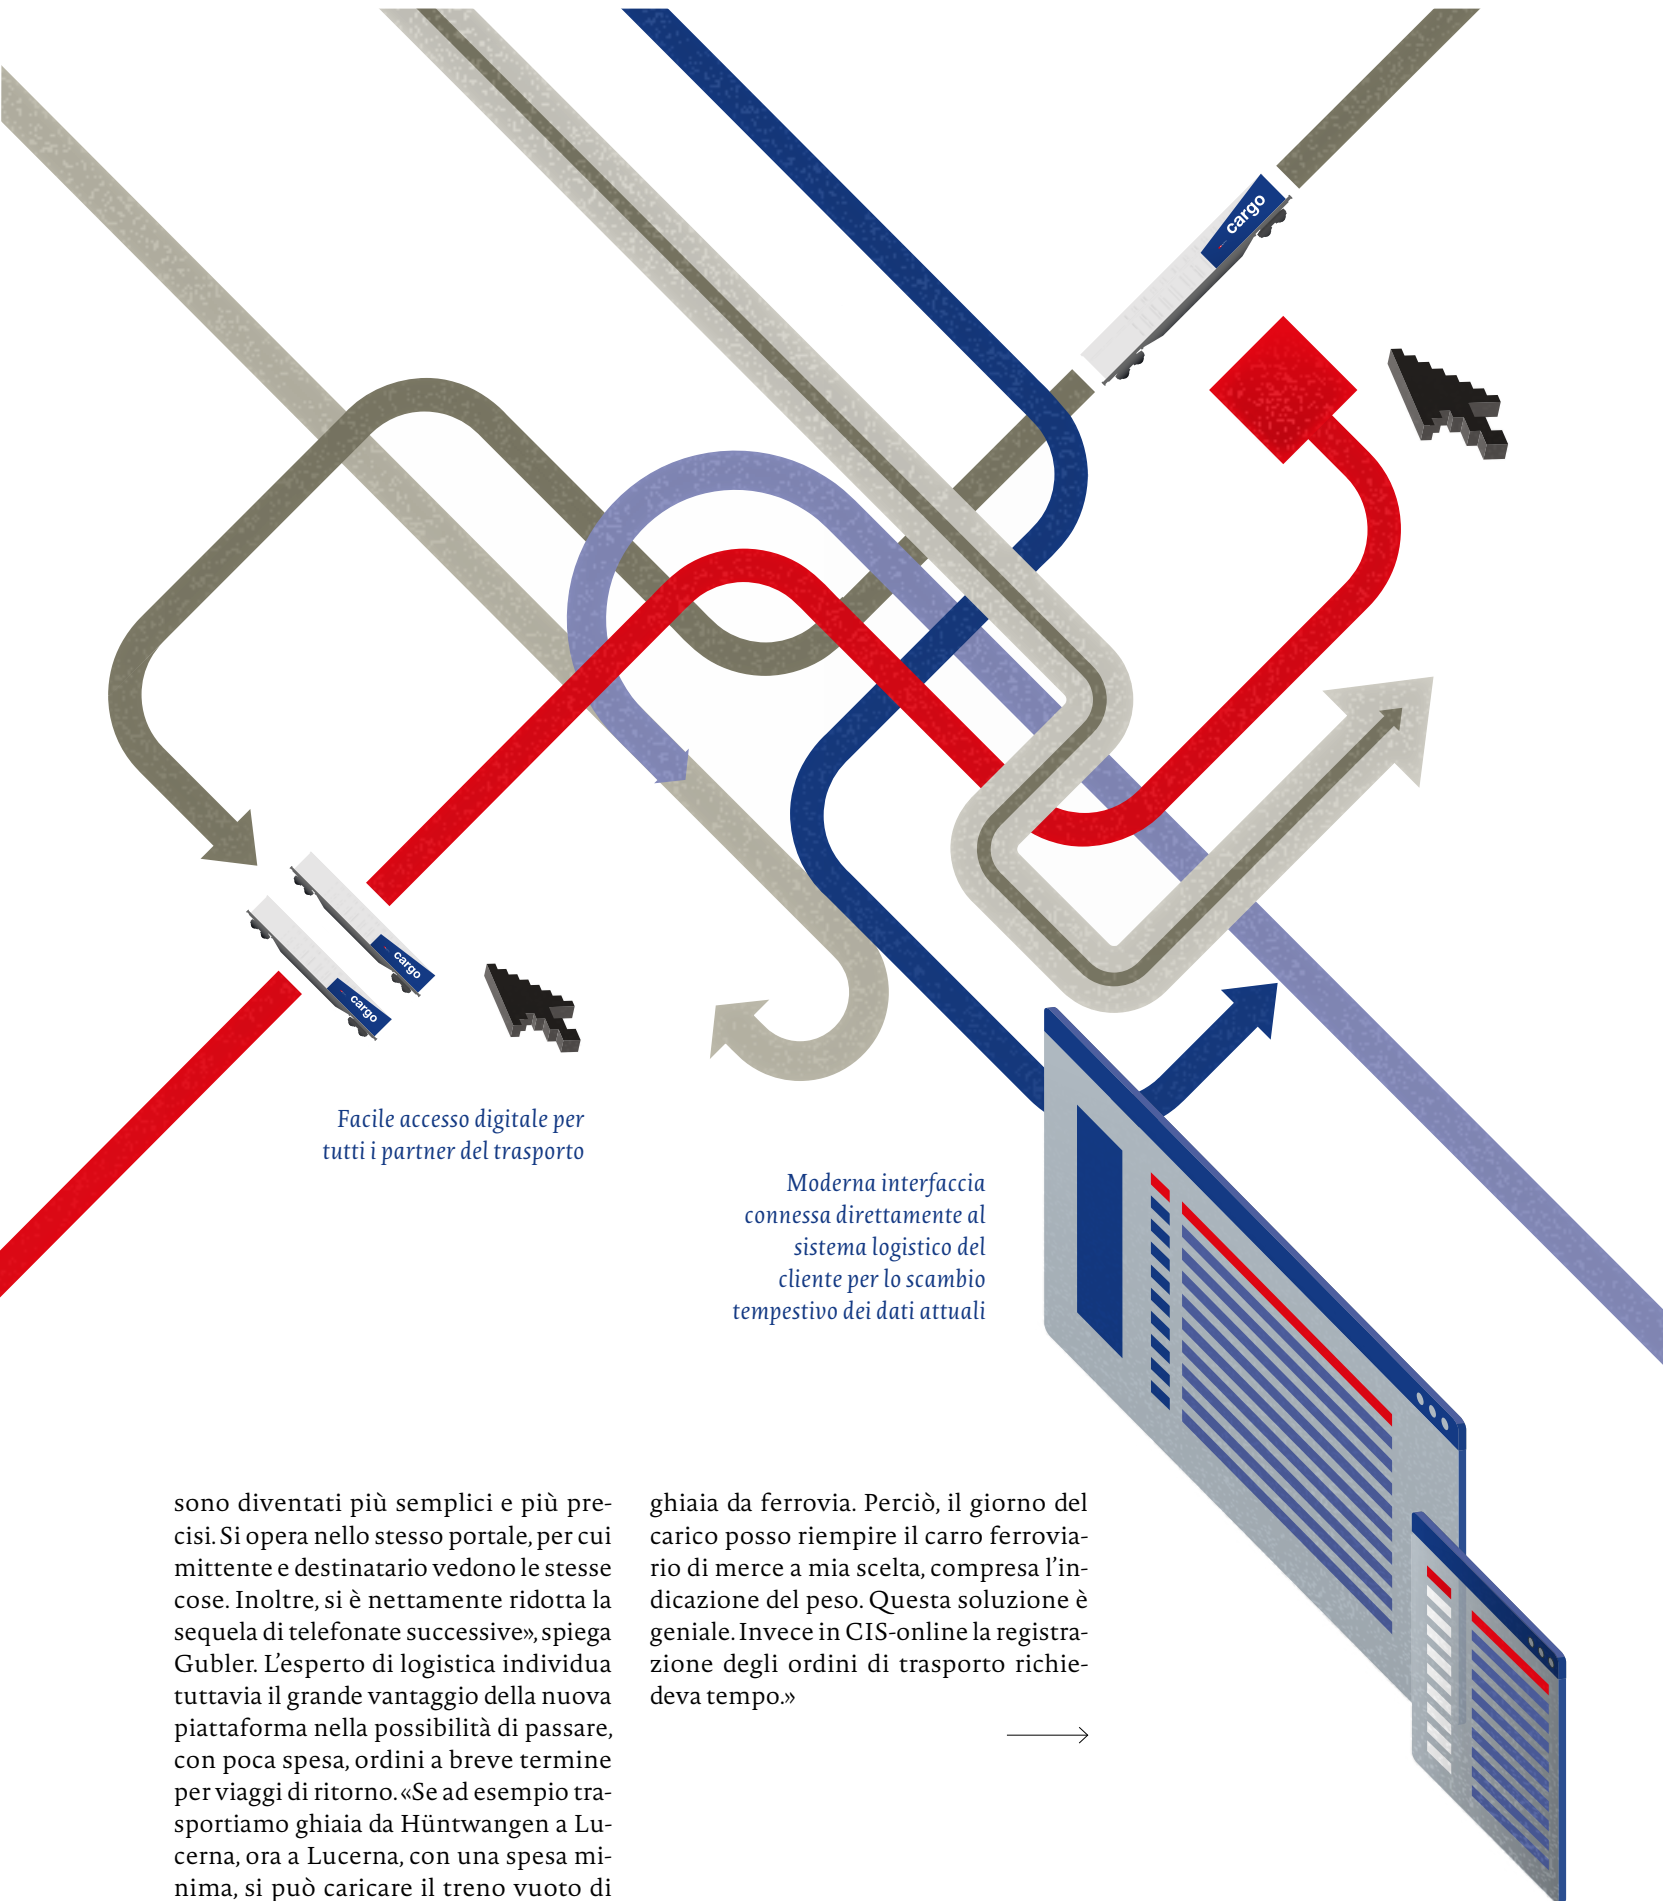 cargo
cargo
cargo
Facile accesso digitale per
tutti i partner del trasporto
Moderna interfaccia
connessa direttamente al
sistema logistico del
cliente per lo scambio
tempestivo dei dati attuali
sono diventati più semplici e più pre-
cisi. Si opera nello stesso portale, per cui
mittente e destinatario vedono le stesse
cose. Inoltre, si è nettamente ridotta la
sequela di telefonate successive», spiega
Gubler. L'esperto di logistica individua
tuttavia il grande vantaggio della nuova
piattaforma nella possibilità di passare,
con poca spesa, ordini a breve termine
per viaggi di ritorno. «Se ad esempio tra-
sportiamo ghiaia da Hüntwangen a Lu-
cerna, ora a Lucerna, con una spesa mi-
nima, si può caricare il treno vuoto di
ghiaia da ferrovia. Perciò, il giorno del
carico posso riempire il carro ferrovia-
rio di merce a mia scelta, compresa l'in-
dicazione del peso. Questa soluzione è
geniale. Invece in CIS-online la registra-
zione degli ordini di trasporto richie-
deva tempo.»